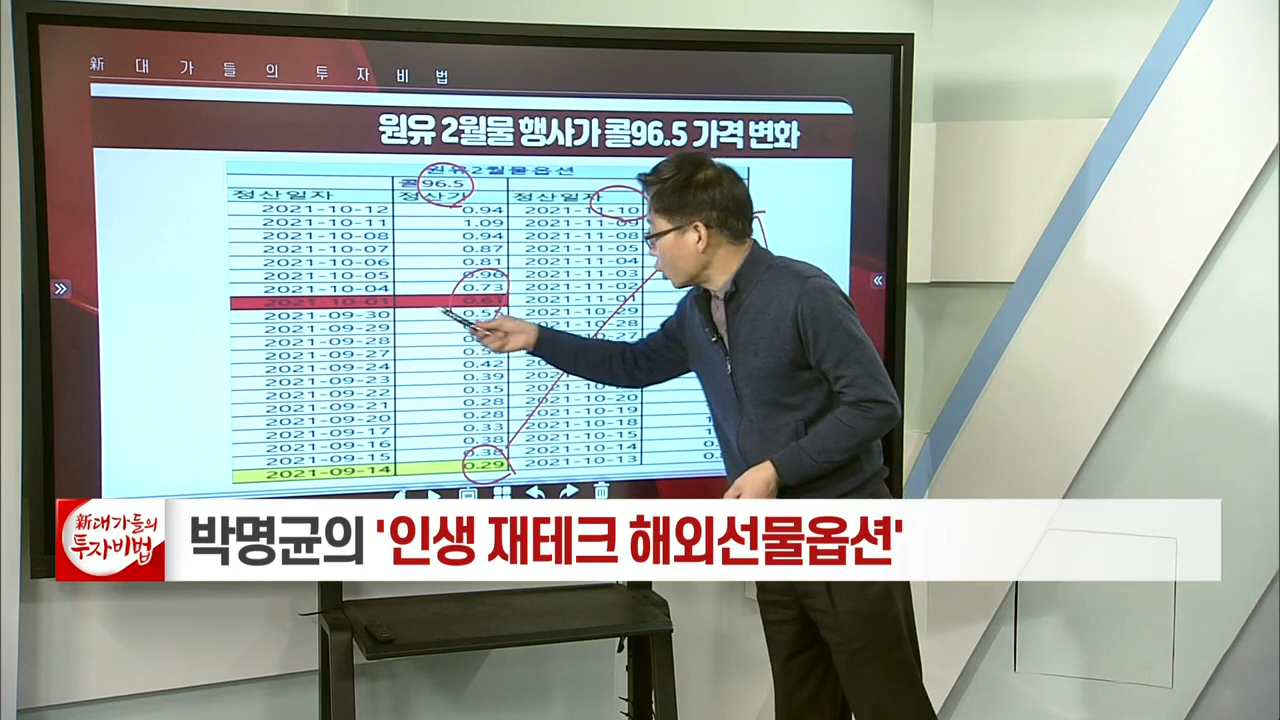 新 대 가 들 의 투 자 비 법
원유 2월물 행사가 콜96.5 가격 변화
원유2월물옵션
콜96.5
정산일자 정산가 정산일자
2021-10-12 0.94 2021-11-10
2021-10-11 1.09 2021-11-09
2021-10-08 0.94 2021-11-08
2021-10-07 0.87 2021-11-05
2021-10-06 0.81 2021-11-04
2021-10-05 0.90 2021-11-03
2021-10-04 0.73 2021-11-02
2021-10-01 0.61 2021-11-01
2021-09-30 2021-10-29
2021-09-29 2021-10-28
2021-09-28
2021-09-27
2021-09-24 0.42
2021-09-23 0.39
2021-09-22 0.35
2021-09-21 0.28 2021-10-20
2021-09-20 0.33 2021-10-19
2021-09-17 0.38 2021-10-18
2021-09-16 0.38 2021-10-14
2021-09-15 2021-10-13
2021-09-14 0.29
新대가들의
투자비법
박명균의 '인생 재테크 해외선물옵션'